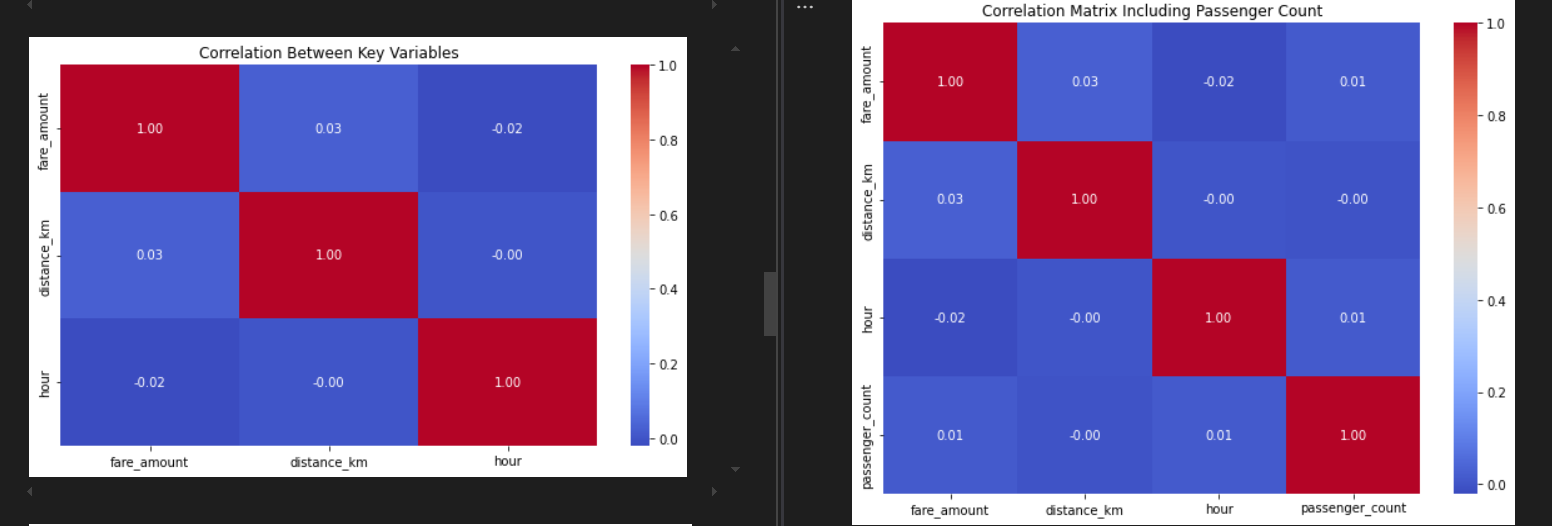 Correlation Between Key Variables
fare_amount
1.00 0.03 -0.02
distance_km
0.03 1.00 -0.00
hour
-0.02 -0.00 1.00
fare_amount distance_km hour
1.0
0.8
0.6
0.4
0.2
0.0
...
Correlation Matrix Including Passenger Count
fare_amount
1.00 0.03 -0.02 0.01
distance_km
0.03 1.00 -0.00 -0.00
hour
-0.02 -0.00 1.00 0.01
passenger_count
0.01 -0.00 0.01 1.00
fare_amount distance_km hour passenger_count
1.0
0.8
0.6
0.4
0.2
0.0